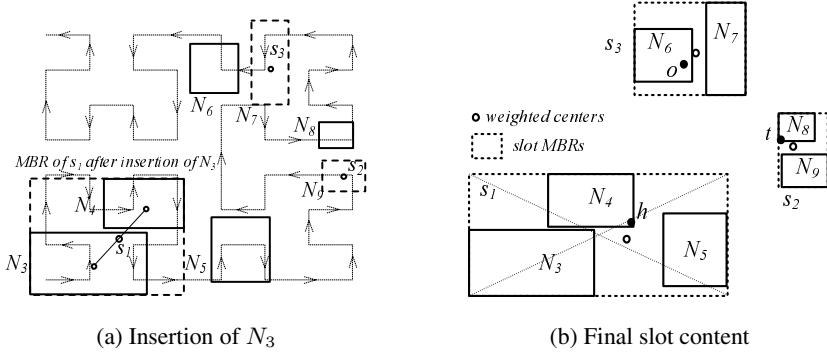 s₃
N₆
N₇
N₈
MBR of s₁ after insertion of N₃
s₂
N₉
N₄
s₁
N₃
N₅
(a) Insertion of N₃
s₃
N₆
N₇
o
weighted centers
slot MBRs
t
N₈
N₉
s₂
s₁
N₄
h
N₃
N₅
(b) Final slot content